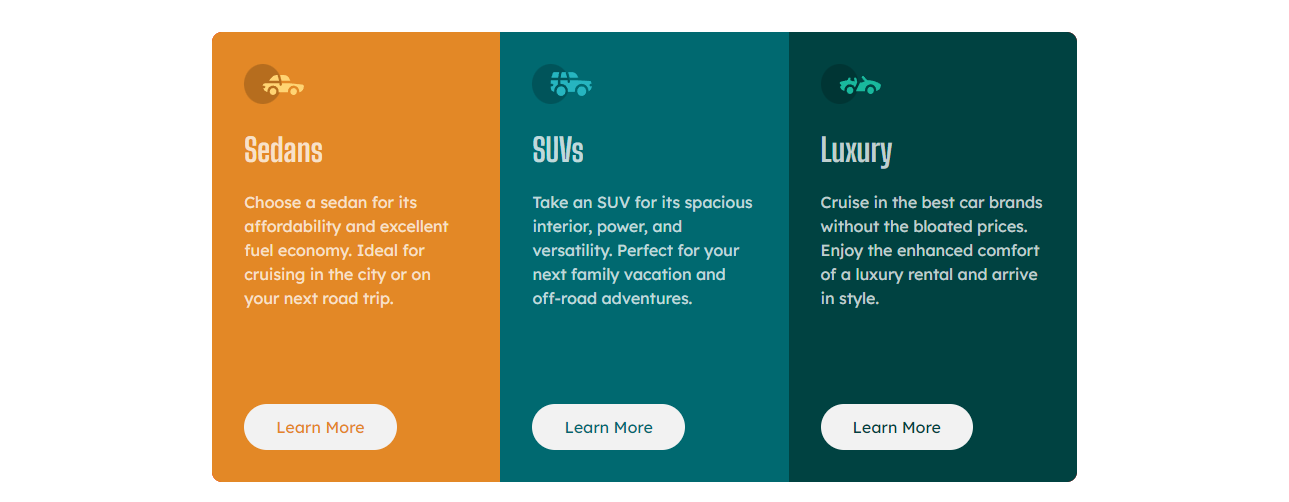 Sedans
Choose a sedan for its
affordability and excellent
fuel economy. Ideal for
cruising in the city or on
your next road trip.
Learn More
SUVs
Take an SUV for its spacious
interior, power, and
versatility. Perfect for your
next family vacation and
off-road adventures.
Learn More
Luxury
Cruise in the best car brands
without the bloated prices.
Enjoy the enhanced comfort
of a luxury rental and arrive
in style.
Learn More